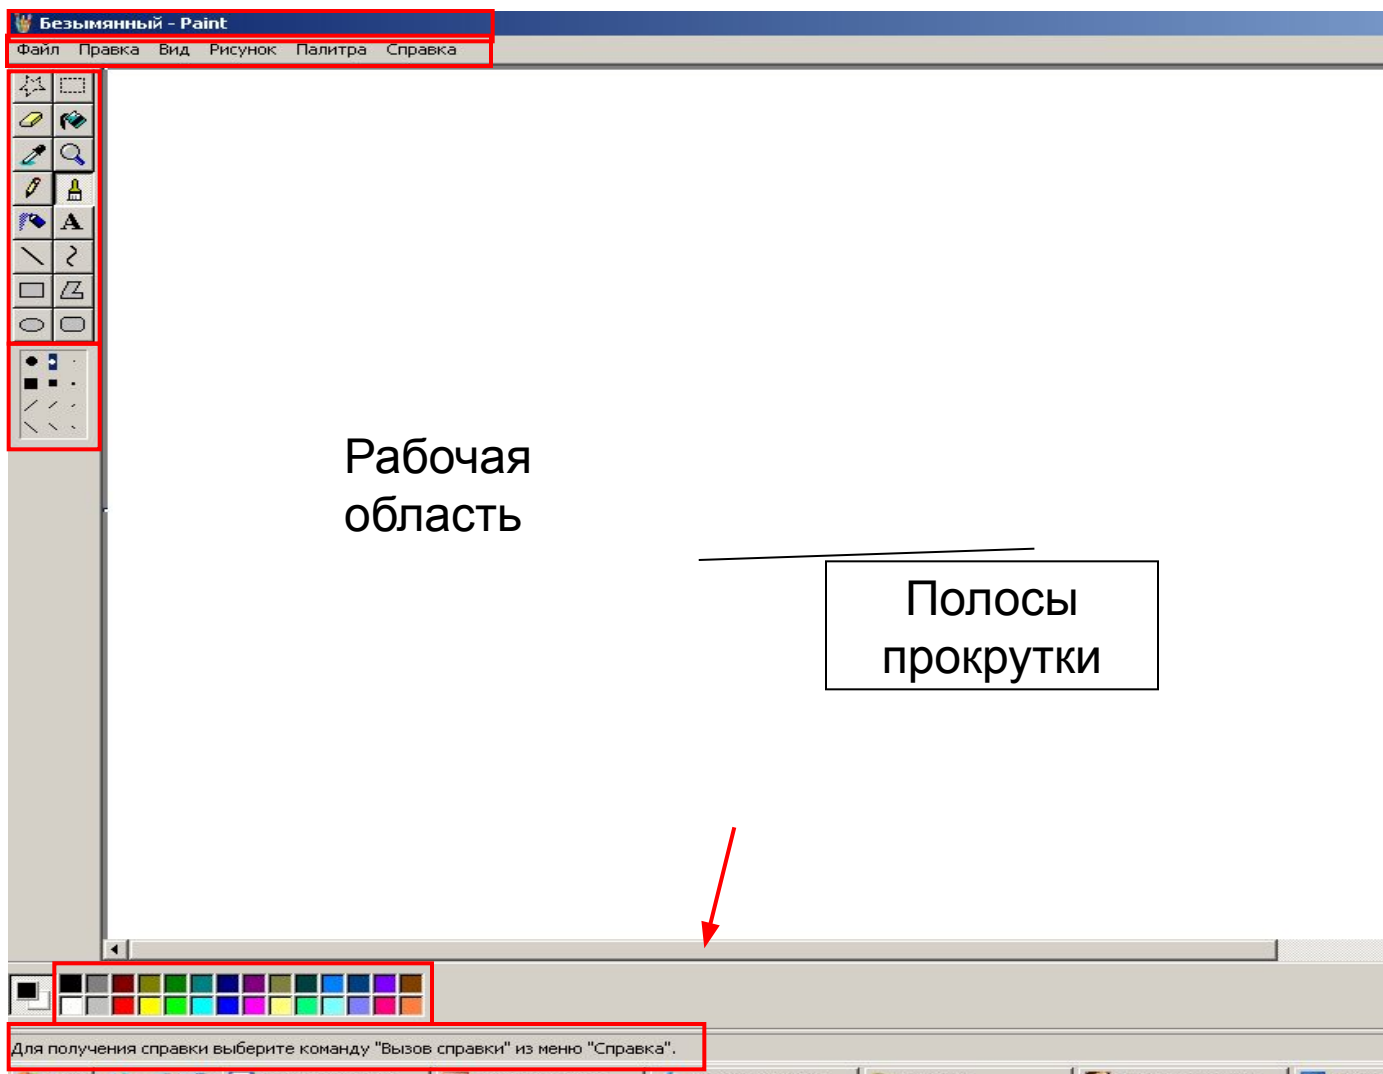 Безымянный - Paint
Файл Правка Вид Рисунок Палитра Справка
A
Рабочая
область
Полосы
прокрутки
Для получения справки выберите команду "Вызов справки" из меню "Справка".